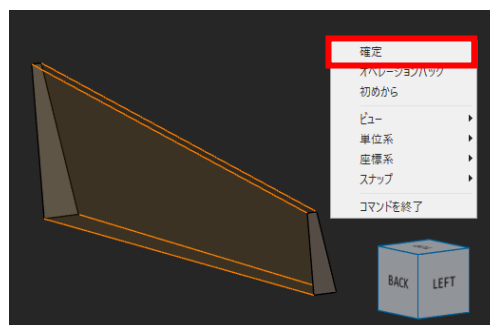 確定
オペレーションバック
初めから
ビュー
単位系
座標系
スナップ
コマンドを終了
BACK
LEFT